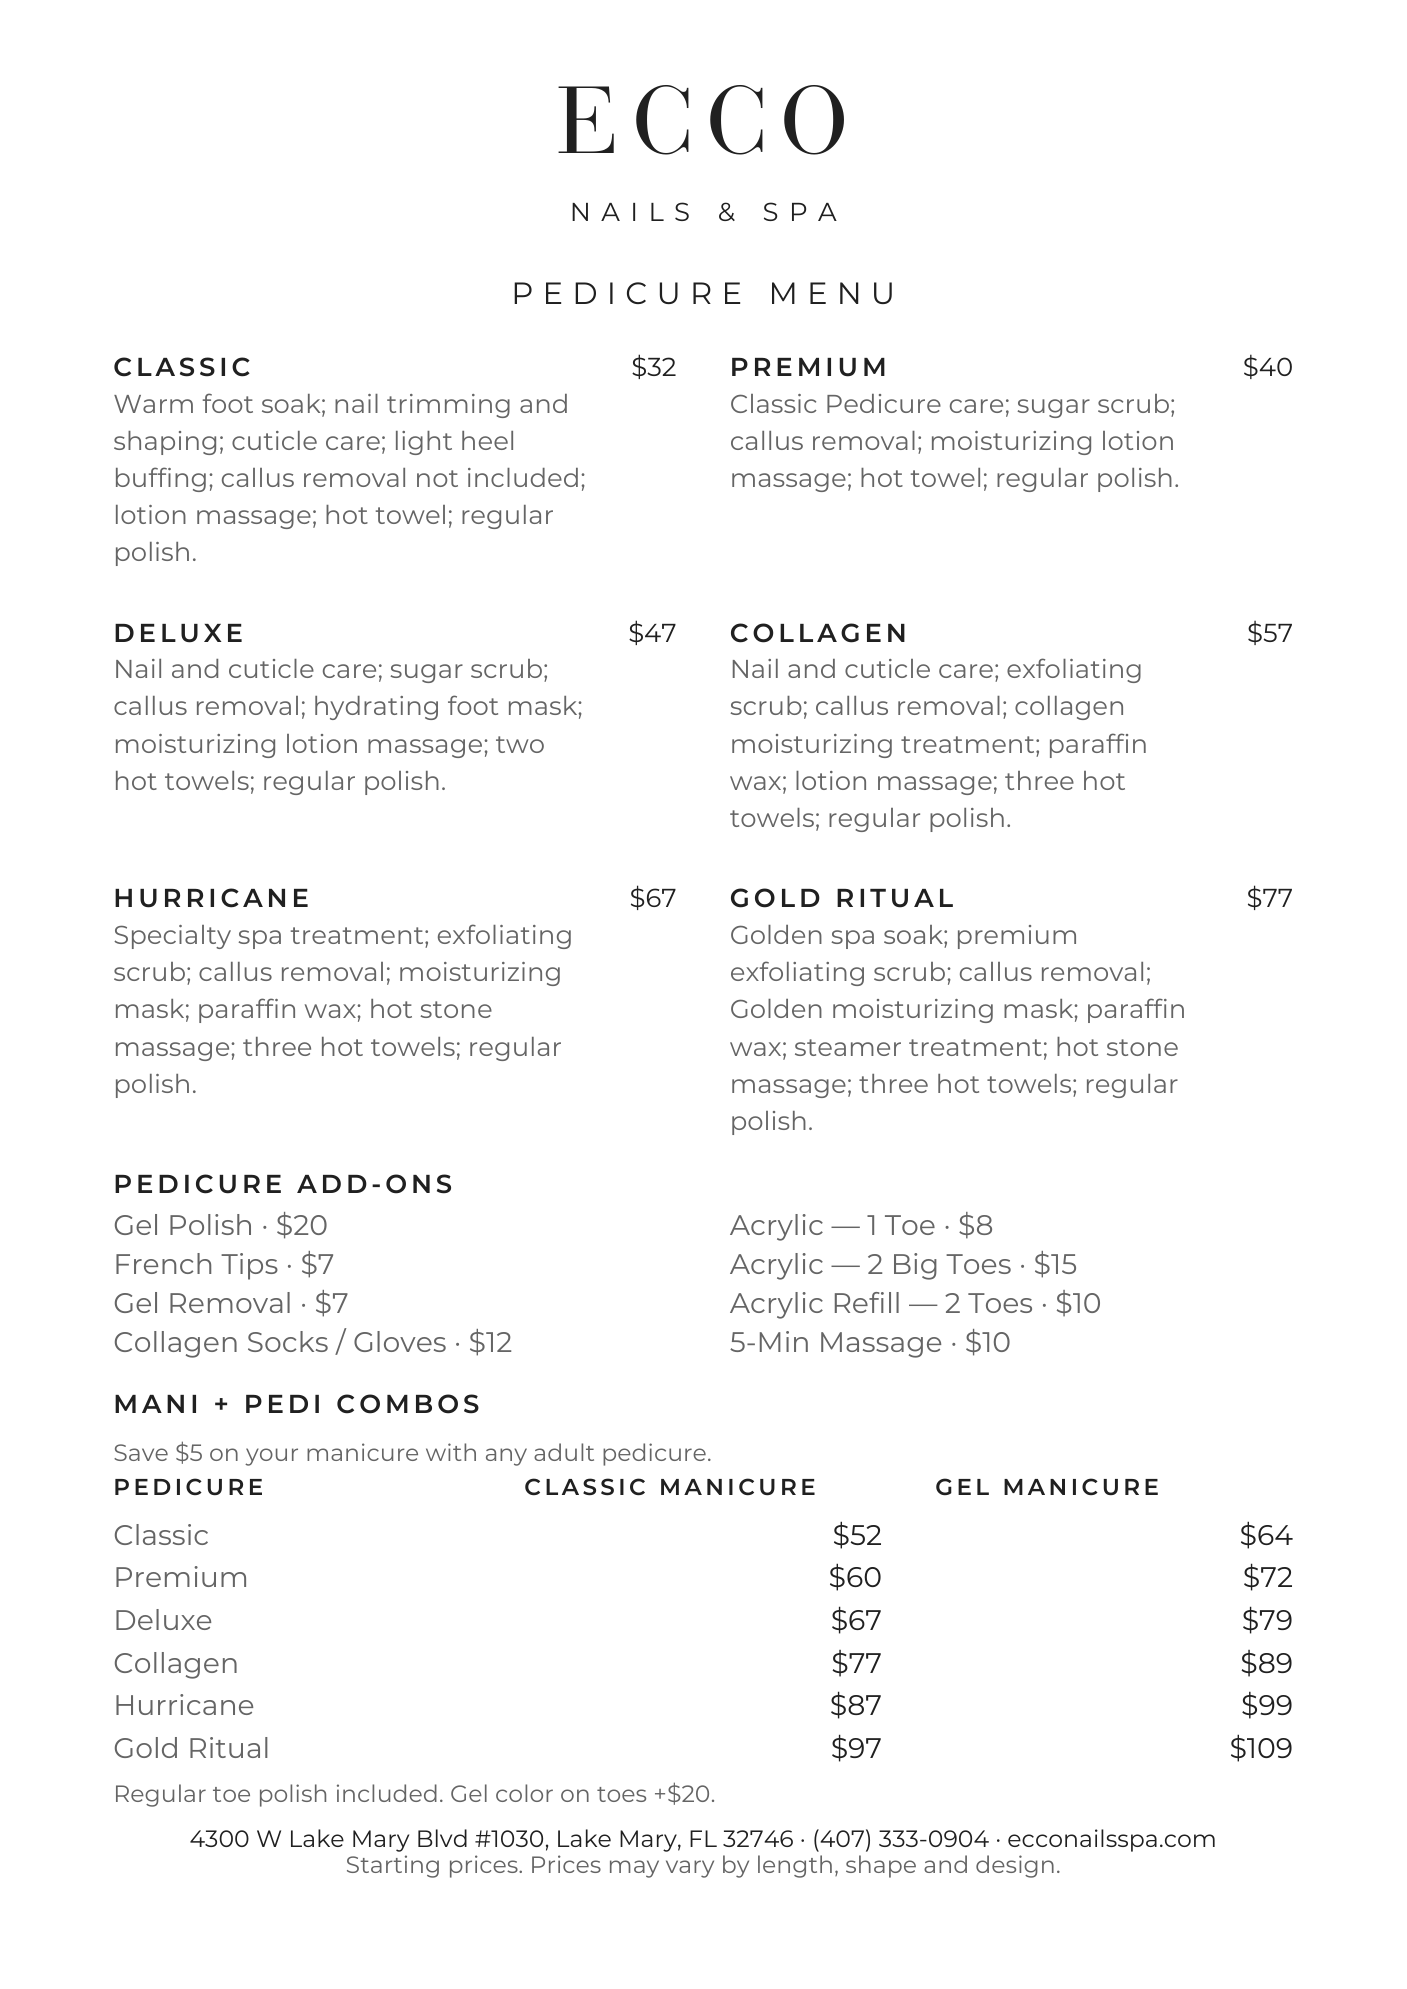 ECCO
NAILS & SPA
PEDICURE MENU
CLASSIC $32
Warm foot soak; nail trimming and
shaping; cuticle care; light heel
buffing; callus removal not included;
lotion massage; hot towel; regular
polish.
PREMIUM $40
Classic Pedicure care; sugar scrub;
callus removal; moisturizing lotion
massage; hot towel; regular polish.
DELUXE $47
Nail and cuticle care; sugar scrub;
callus removal; hydrating foot mask;
moisturizing lotion massage; two
hot towels; regular polish.
COLLAGEN $57
Nail and cuticle care; exfoliating
scrub; callus removal; collagen
moisturizing treatment; paraffin
wax; lotion massage; three hot
towels; regular polish.
HURRICANE $67
Specialty spa treatment; exfoliating
scrub; callus removal; moisturizing
mask; paraffin wax; hot stone
massage; three hot towels; regular
polish.
GOLD RITUAL $77
Golden spa soak; premium
exfoliating scrub; callus removal;
Golden moisturizing mask; paraffin
wax; steamer treatment; hot stone
massage; three hot towels; regular
polish.
PEDICURE ADD-ONS
Gel Polish · $20
French Tips · $7
Gel Removal · $7
Collagen Socks / Gloves · $12
Acrylic — 1 Toe · $8
Acrylic — 2 Big Toes · $15
Acrylic Refill — 2 Toes · $10
5-Min Massage · $10
MANI + PEDI COMBOS
Save $5 on your manicure with any adult pedicure.
PEDICURE CLASSIC MANICURE GEL MANICURE
Classic $52 $64
Premium $60 $72
Deluxe $67 $79
Collagen $77 $89
Hurricane $87 $99
Gold Ritual $97 $109
Regular toe polish included. Gel color on toes +$20.
4300 W Lake Mary Blvd #1030, Lake Mary, FL 32746 · (407) 333-0904 · ecconailsspa.com
Starting prices. Prices may vary by length, shape and design.